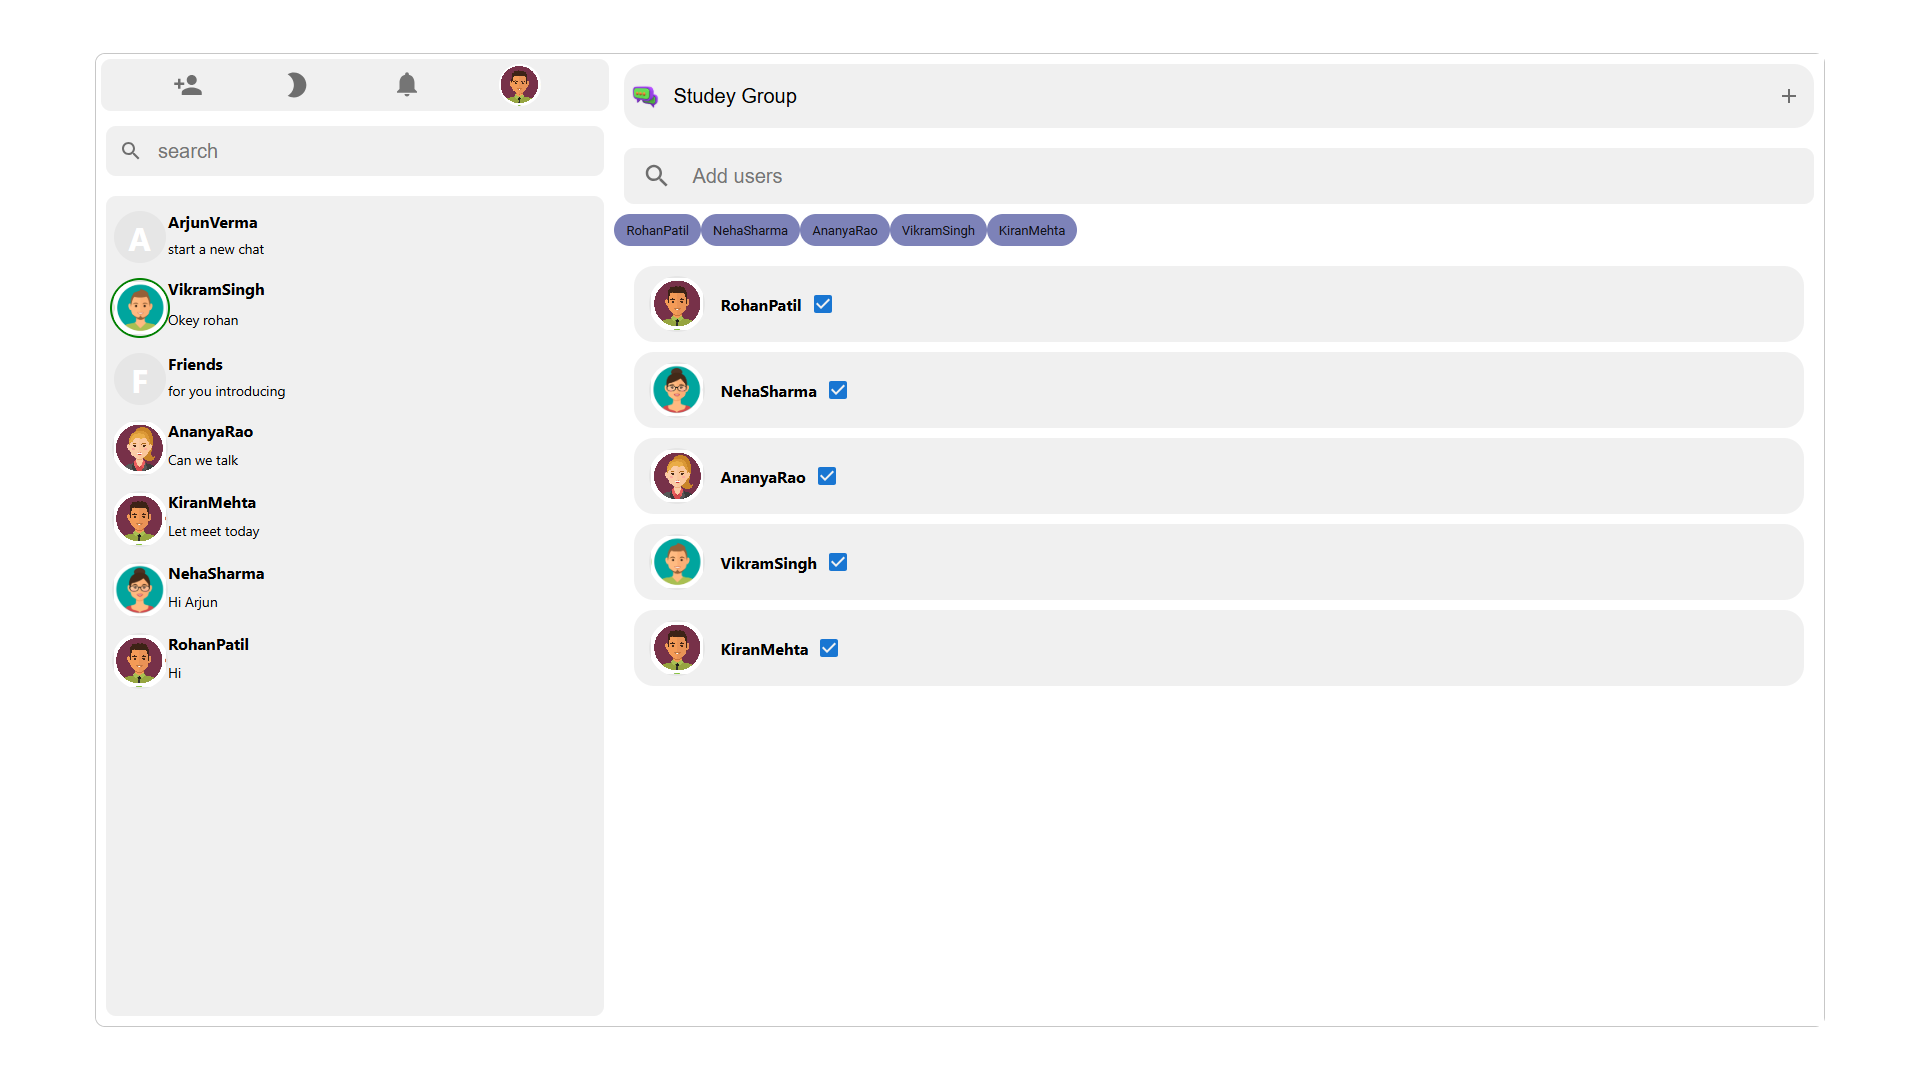 search
A
ArjunVerma
start a new chat
VikramSingh
Okey rohan
F
Friends
for you introducing
AnanyaRao
Can we talk
KiranMehta
Let meet today
NehaSharma
Hi Arjun
RohanPatil
Hi
Studey Group
Add users
RohanPatil NehaSharma AnanyaRao VikramSingh KiranMehta
RohanPatil
NehaSharma
AnanyaRao
VikramSingh
KiranMehta